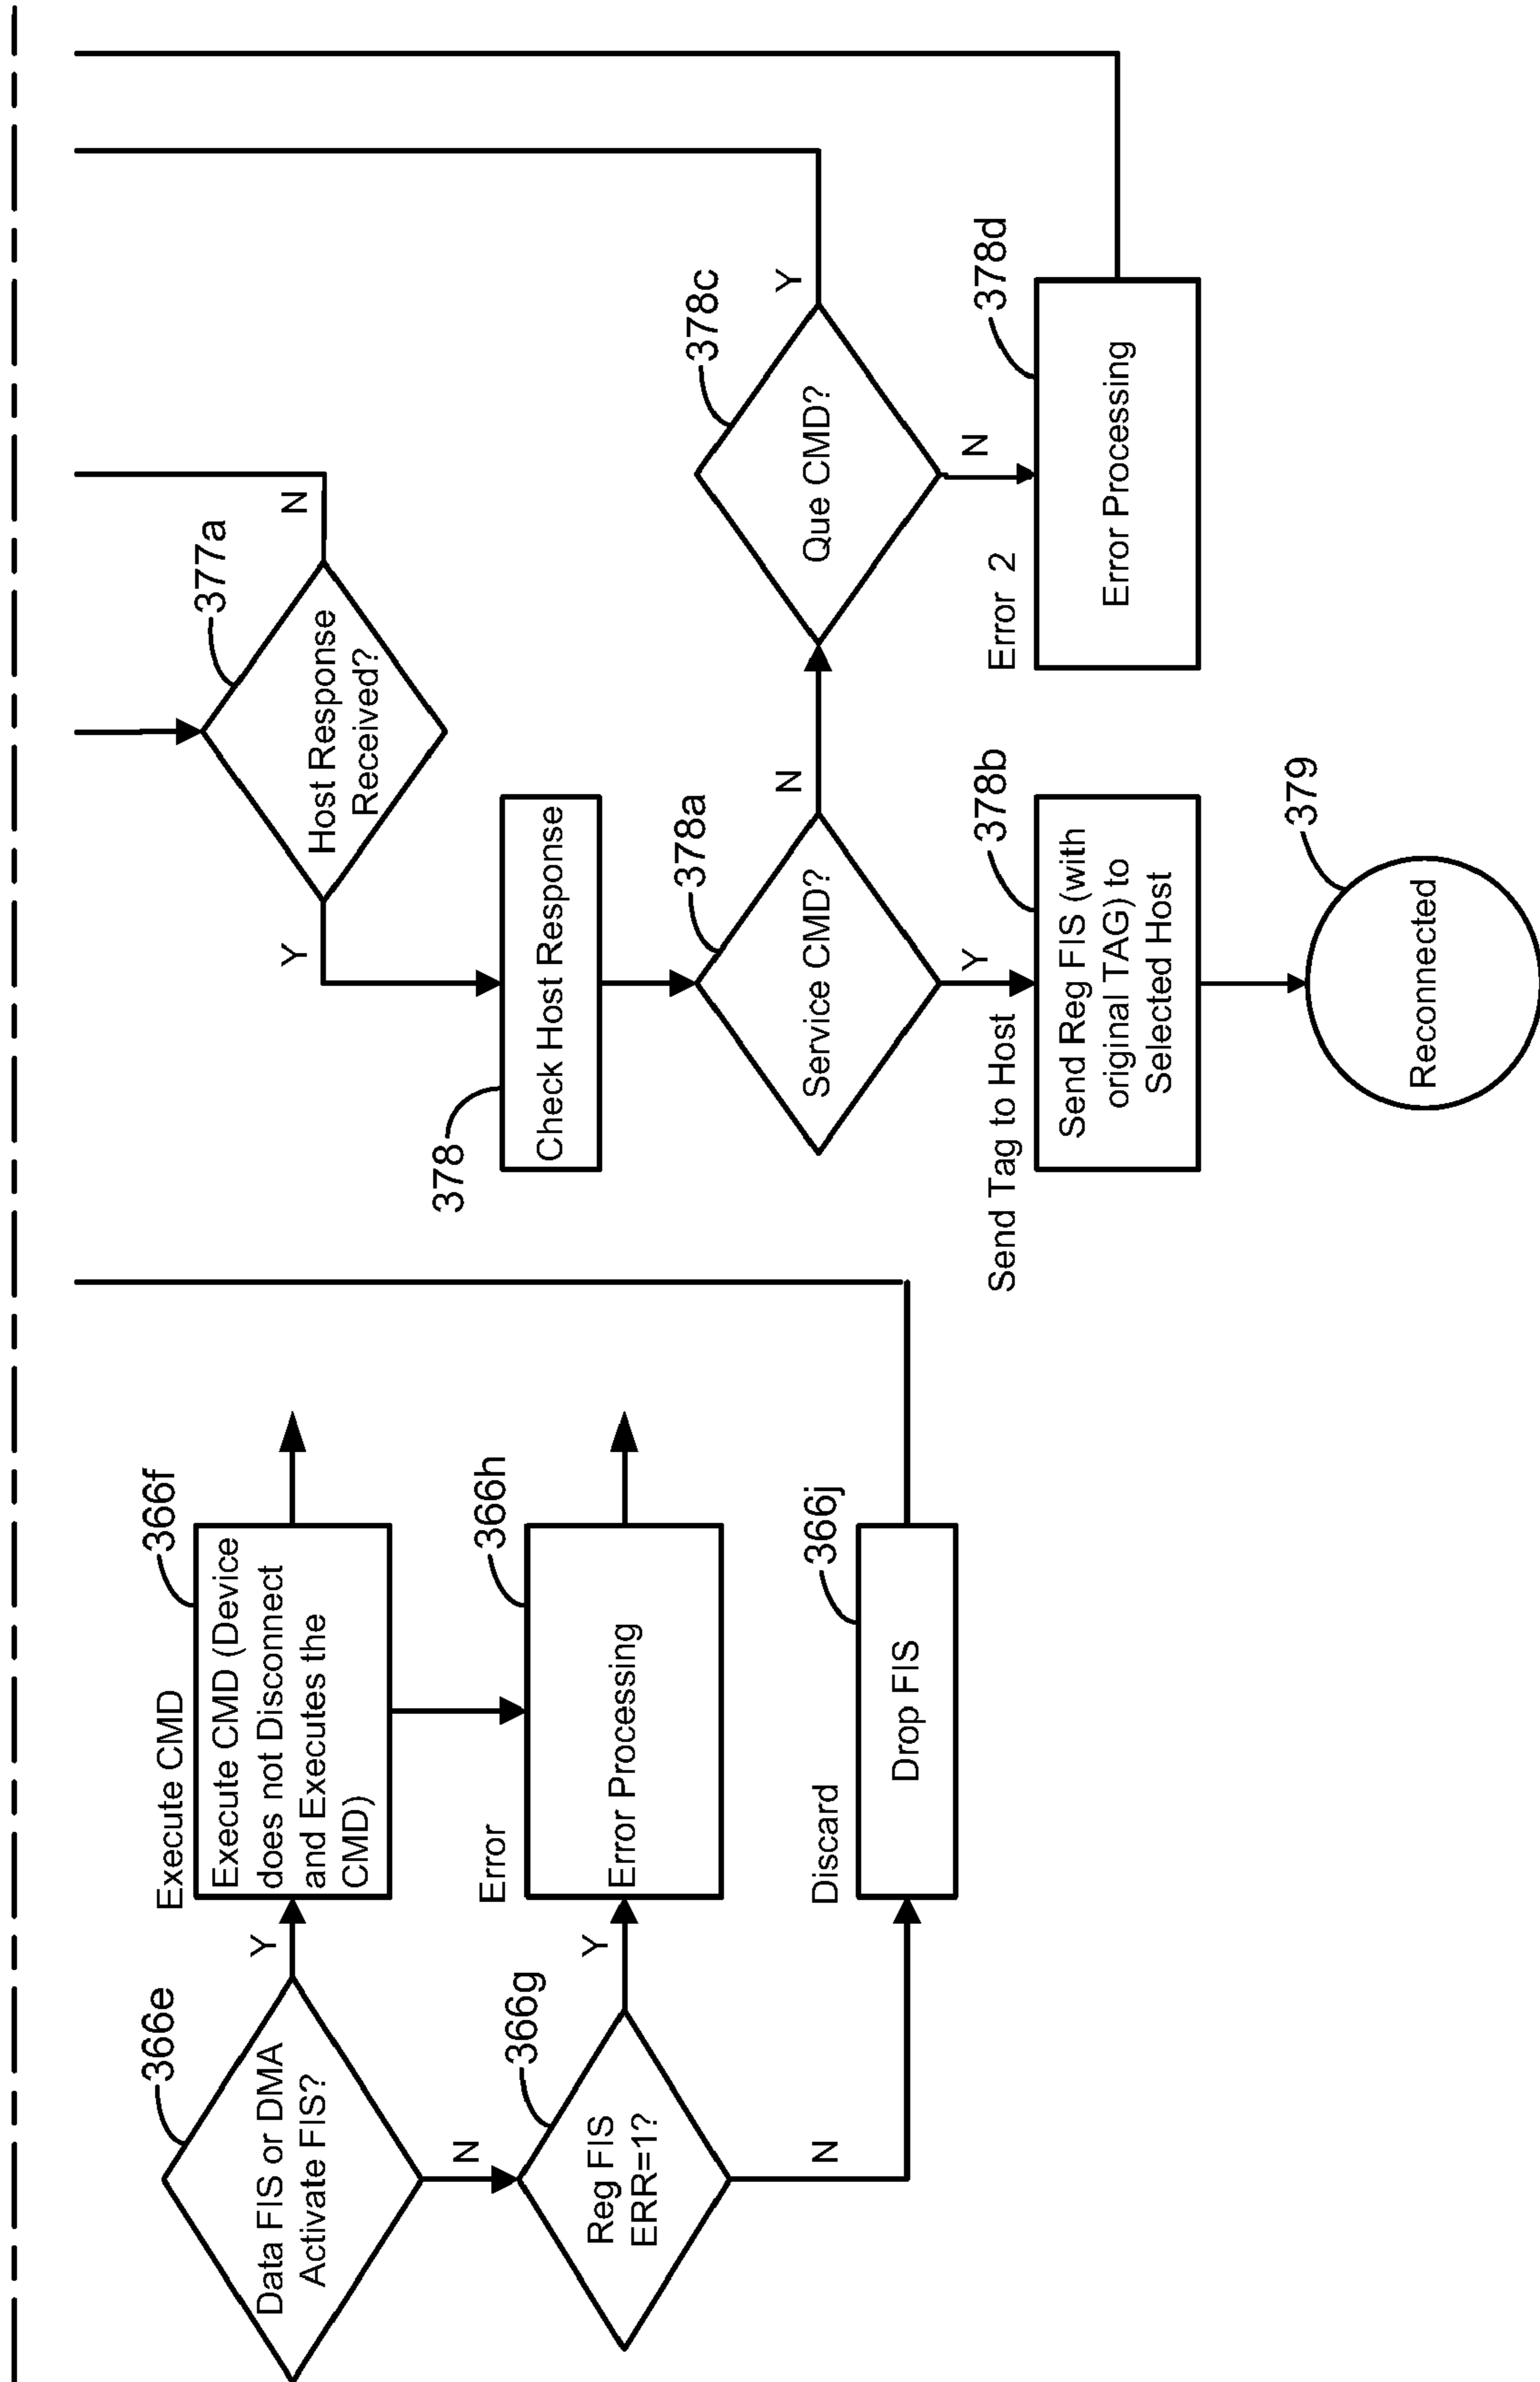 366e
Data FIS or DMA
Activate FIS?
Y
N
Execute CMD
366f
Execute CMD (Device
does not Disconnect
and Executes the
CMD)
366g
Reg FIS
ERR=1?
Y
N
Error
366h
Error Processing
Discard
366j
Drop FIS
377a
Host Response
Received?
Y
N
378
Check Host Response
378a
Service CMD?
N
Y
378c
Que CMD?
Y
N
Send Tag to Host
378b
Send Reg FIS (with
original TAG) to
Selected Host
Error 2
378d
Error Processing
379
Reconnected